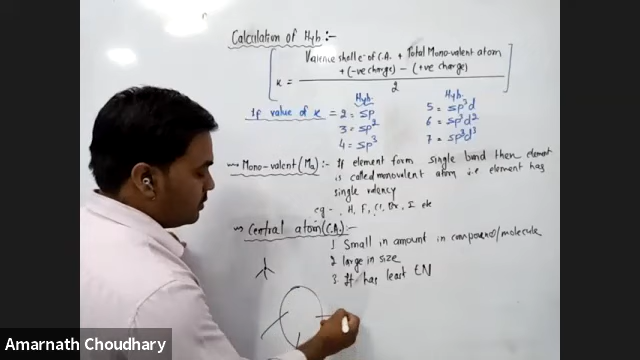 Calculation of Hyb:-
x = Valence shell e⁻ of C.A. + Total Mono-valent atom
+(-ve charge) - (+ve charge)
2
If value of x = 2 = sp
3 = sp²
4 = sp³
Hyb.
Hyb.
5 = sp³d
6 = sp³d²
7 = sp³d³
Mono-valent (Ma) :- If element form single bond then element
is called monovalent atom i.e element has
single valency
eg - H, F, Cl, Br, I etc
Central atom (C.A.) :-
1 Small in amount in compound/molecule
2 large in size
3. It has least EN
Amarnath Choudhary